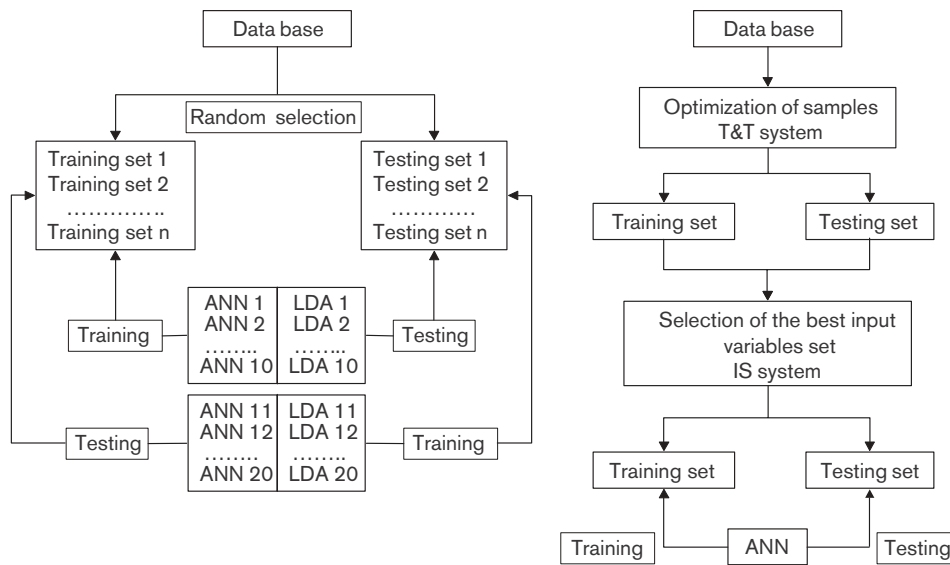 Data base
Random selection
Training set 1
Training set 2
..............
Training set n
Testing set 1
Testing set 2
............
Testing set n
ANN 1
ANN 2
........
ANN 10
LDA 1
LDA 2
........
LDA 10
Training
Testing
ANN 11
ANN 12
........
ANN 20
LDA 11
LDA 12
........
LDA 20
Testing
Training
Data base
Optimization of samples
T&T system
Training set
Testing set
Selection of the best input
variables set
IS system
Training set
Testing set
Training
ANN
Testing